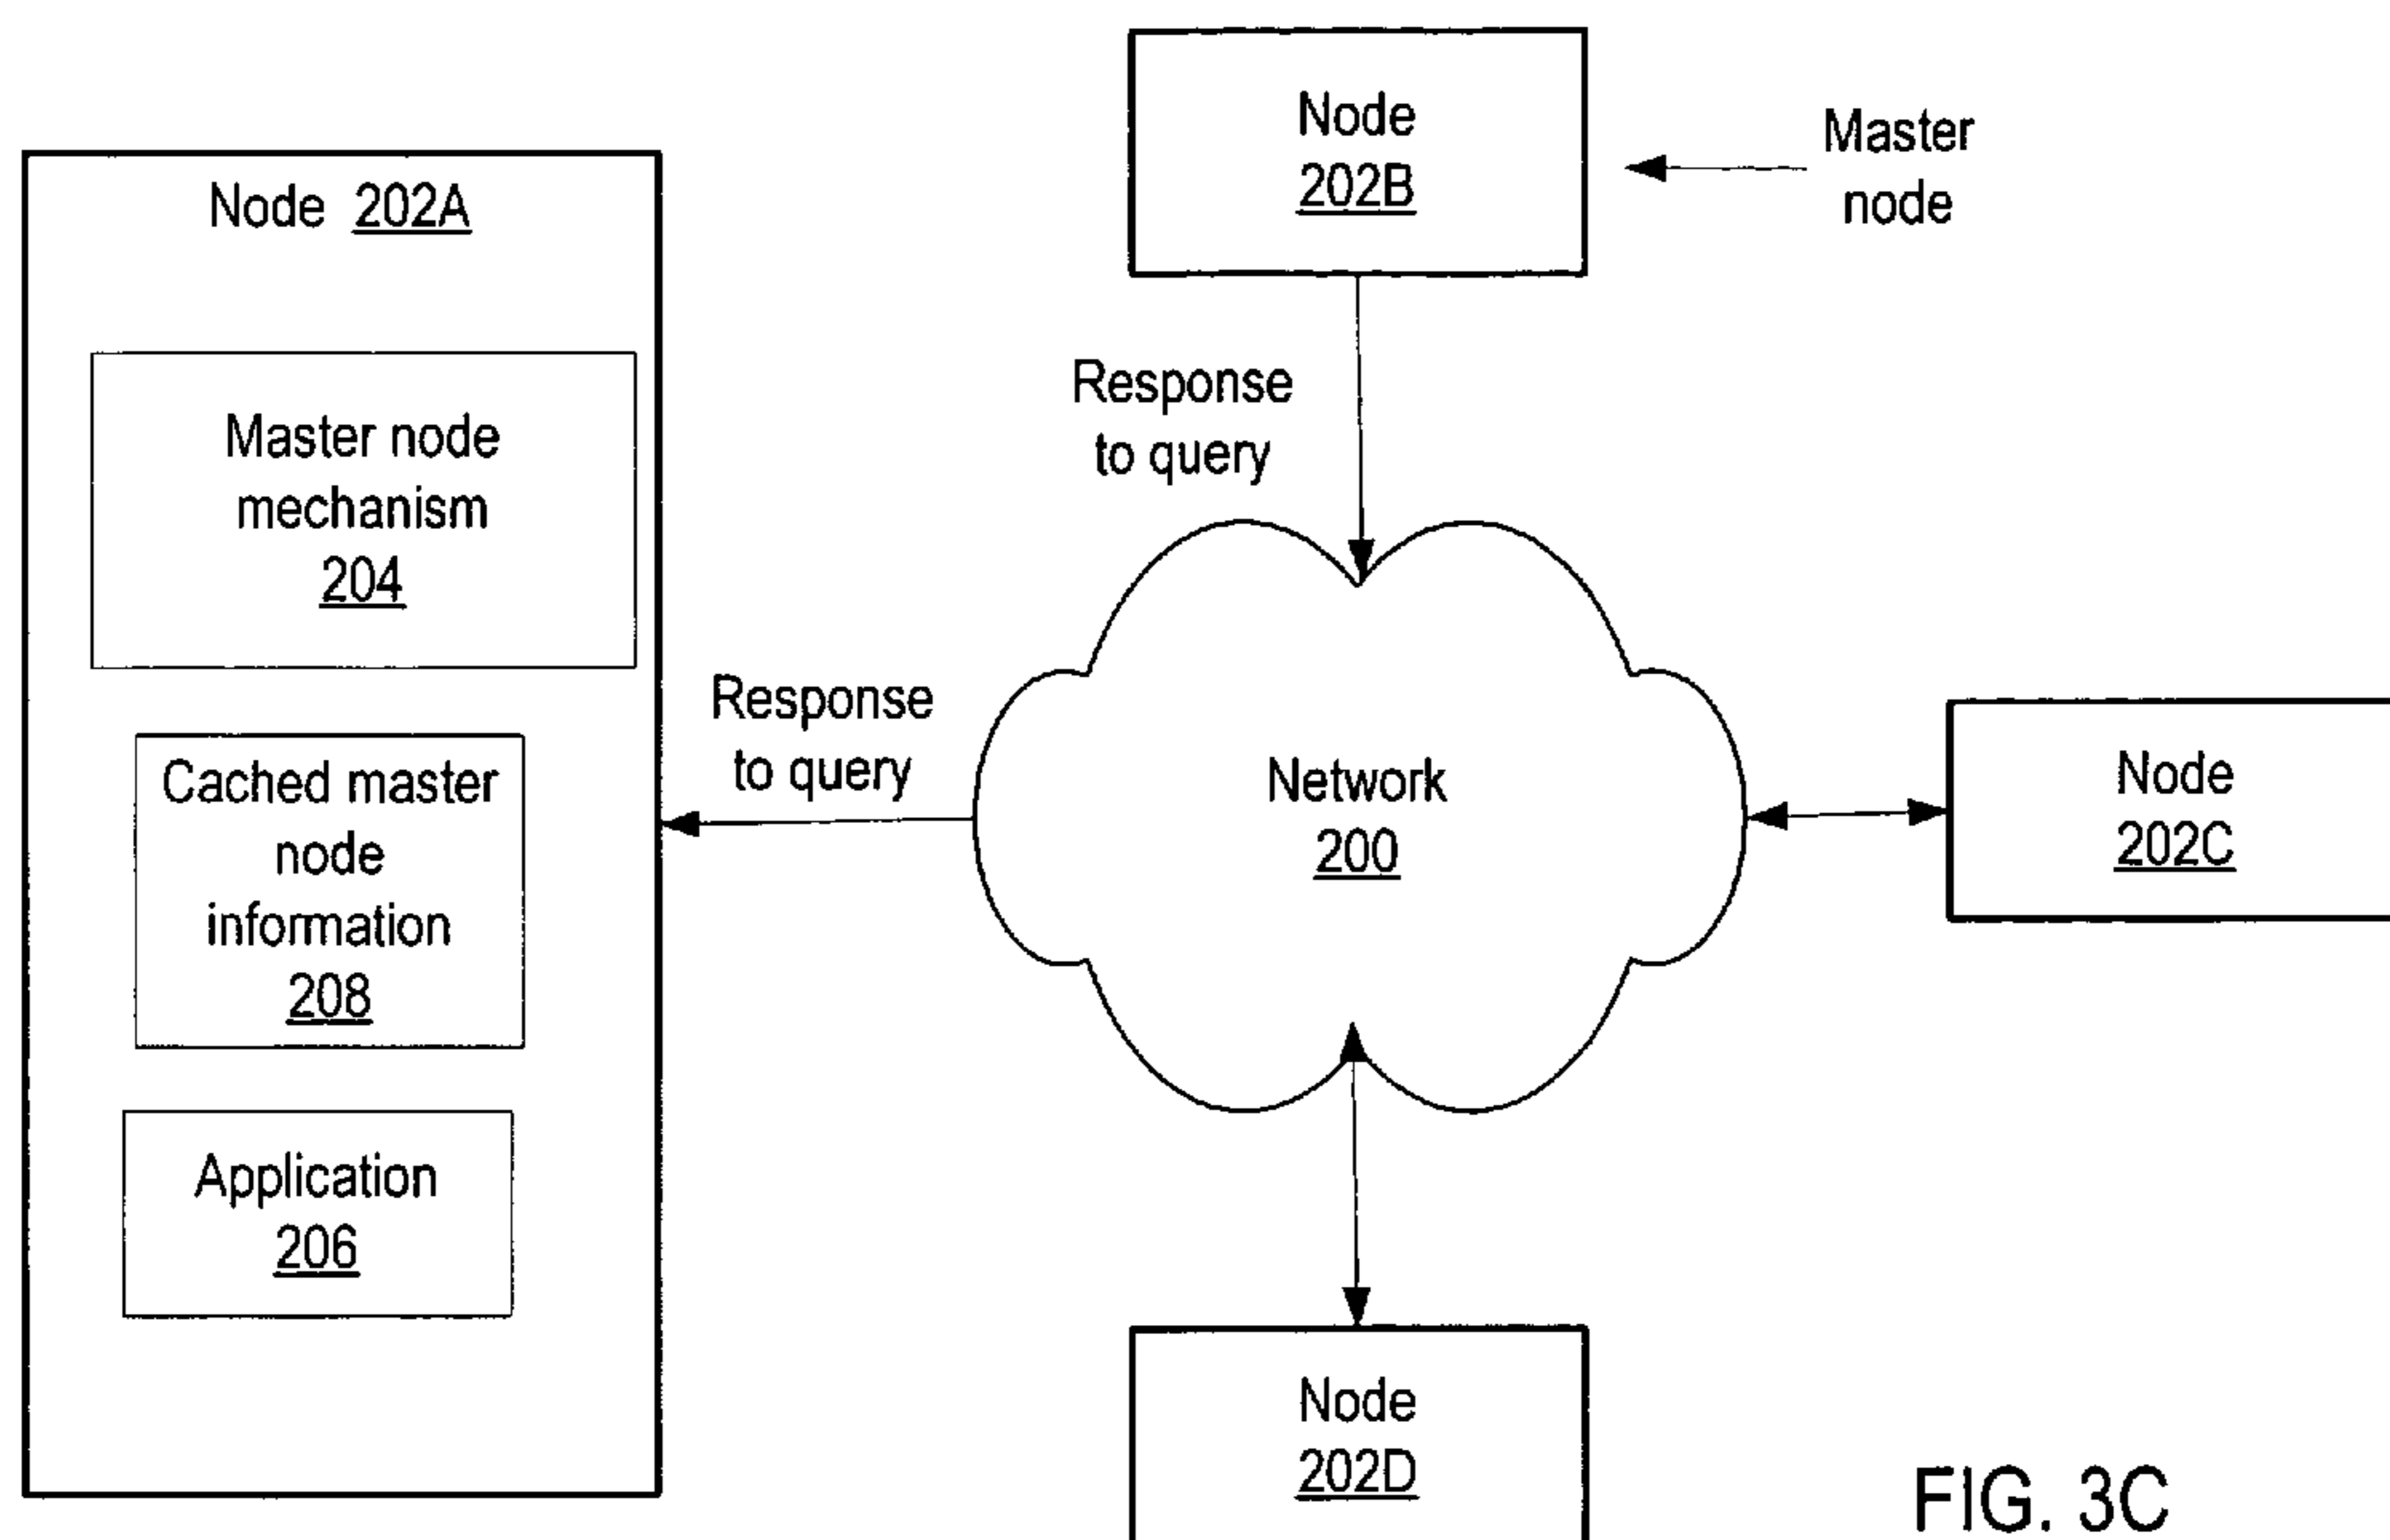 Node 202A
Master node
mechanism
204
Cached master
node
information
208
Application
206
Response
to query
Node
202B
Master
node
Response
to query
Network
200
Node
202C
Node
202D
FIG. 3C